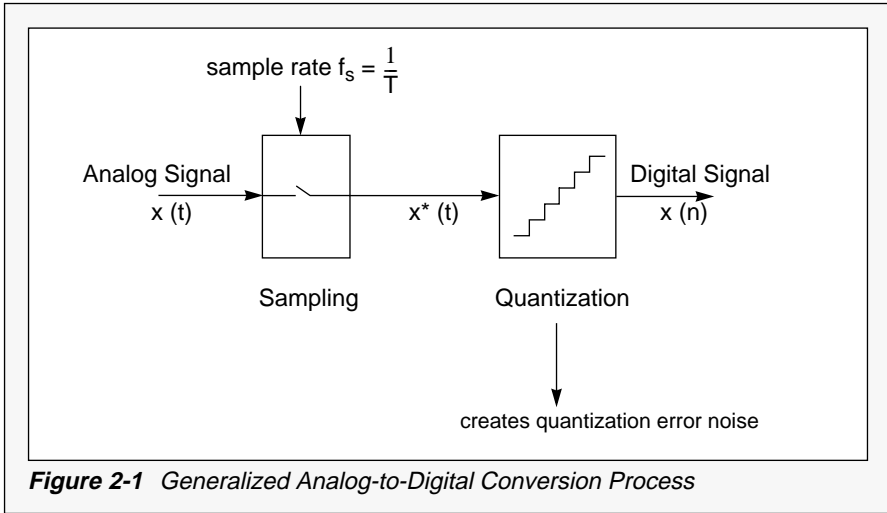 sample rate fs = 1/T
Analog Signal
x (t)
x* (t)
Digital Signal
x (n)
Sampling
Quantization
creates quantization error noise
Figure 2-1 Generalized Analog-to-Digital Conversion Process